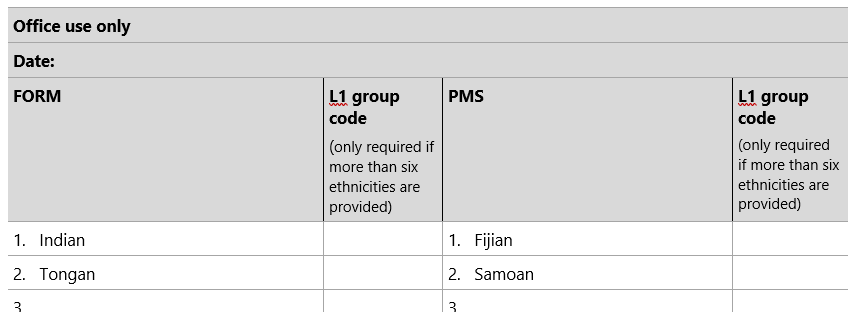 Office use only
Date:
FORM
L1 group
code
(only required if
more than six
ethnicities are
provided)
PMS
L1 group
code
(only required
if more than six
ethnicities are
provided)
1. Indian
1. Fijian
2. Tongan
2. Samoan
3
3